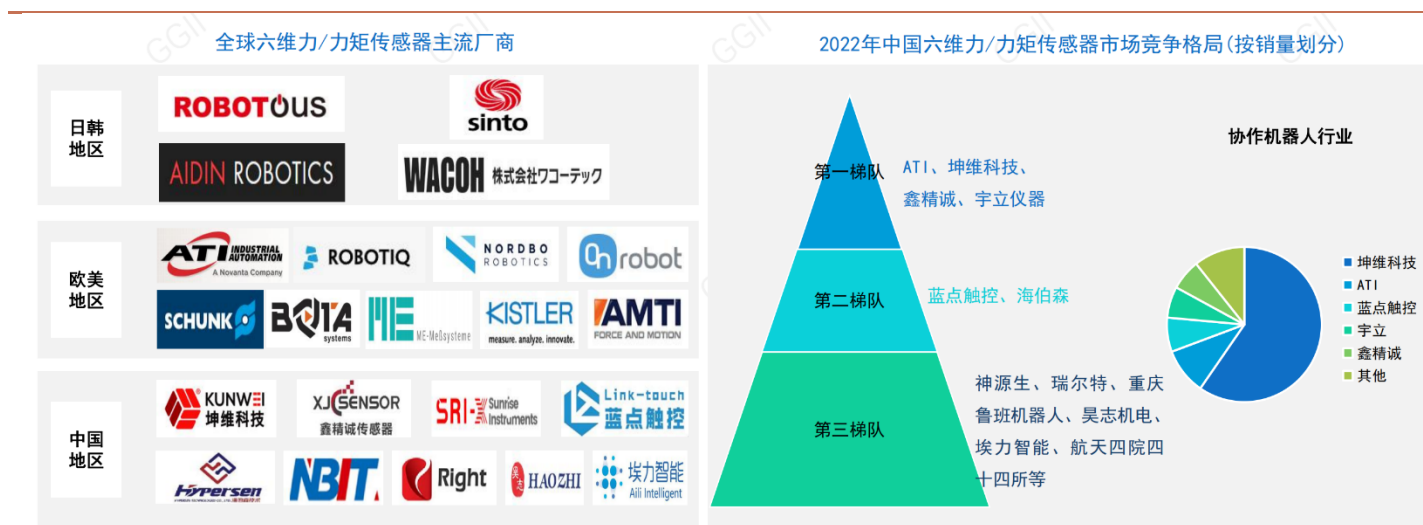 GGII
GGII
GGII
全球六维力/力矩传感器主流厂商
2022年中国六维力/力矩传感器市场竞争格局(按销量划分)
日韩
地区
ROBOTOUS
sinto
AIDIN ROBOTICS
WACOH 株式会社ワコーテック
欧美
地区
ATI INDUSTRIAL
AUTOMATION
A Novanta Company
ROBOTIQ
NORDBO
ROBOTICS
On robot
SCHUNK
BOTA
systems
ME ME-Meßsysteme
KISTLER
measure. analyze. innovate.
AMTI
FORCE AND MOTION
中国
地区
KUNWEI
坤维科技
XJCSENSOR
鑫精诚传感器
SRI Sunrise
Instruments
Link-touch
蓝点触控
Hypersen
NBIT
Right
昊志 HAOZHI
埃力智能
Aili Intelligent
第一梯队
ATI、坤维科技、
鑫精诚、宇立仪器
第二梯队
蓝点触控、海伯森
第三梯队
神源生、瑞尔特、重庆
鲁班机器人、昊志机电、
埃力智能、航天四院四
十四所等
协作机器人行业
坤维科技
ATI
蓝点触控
宇立
鑫精诚
其他